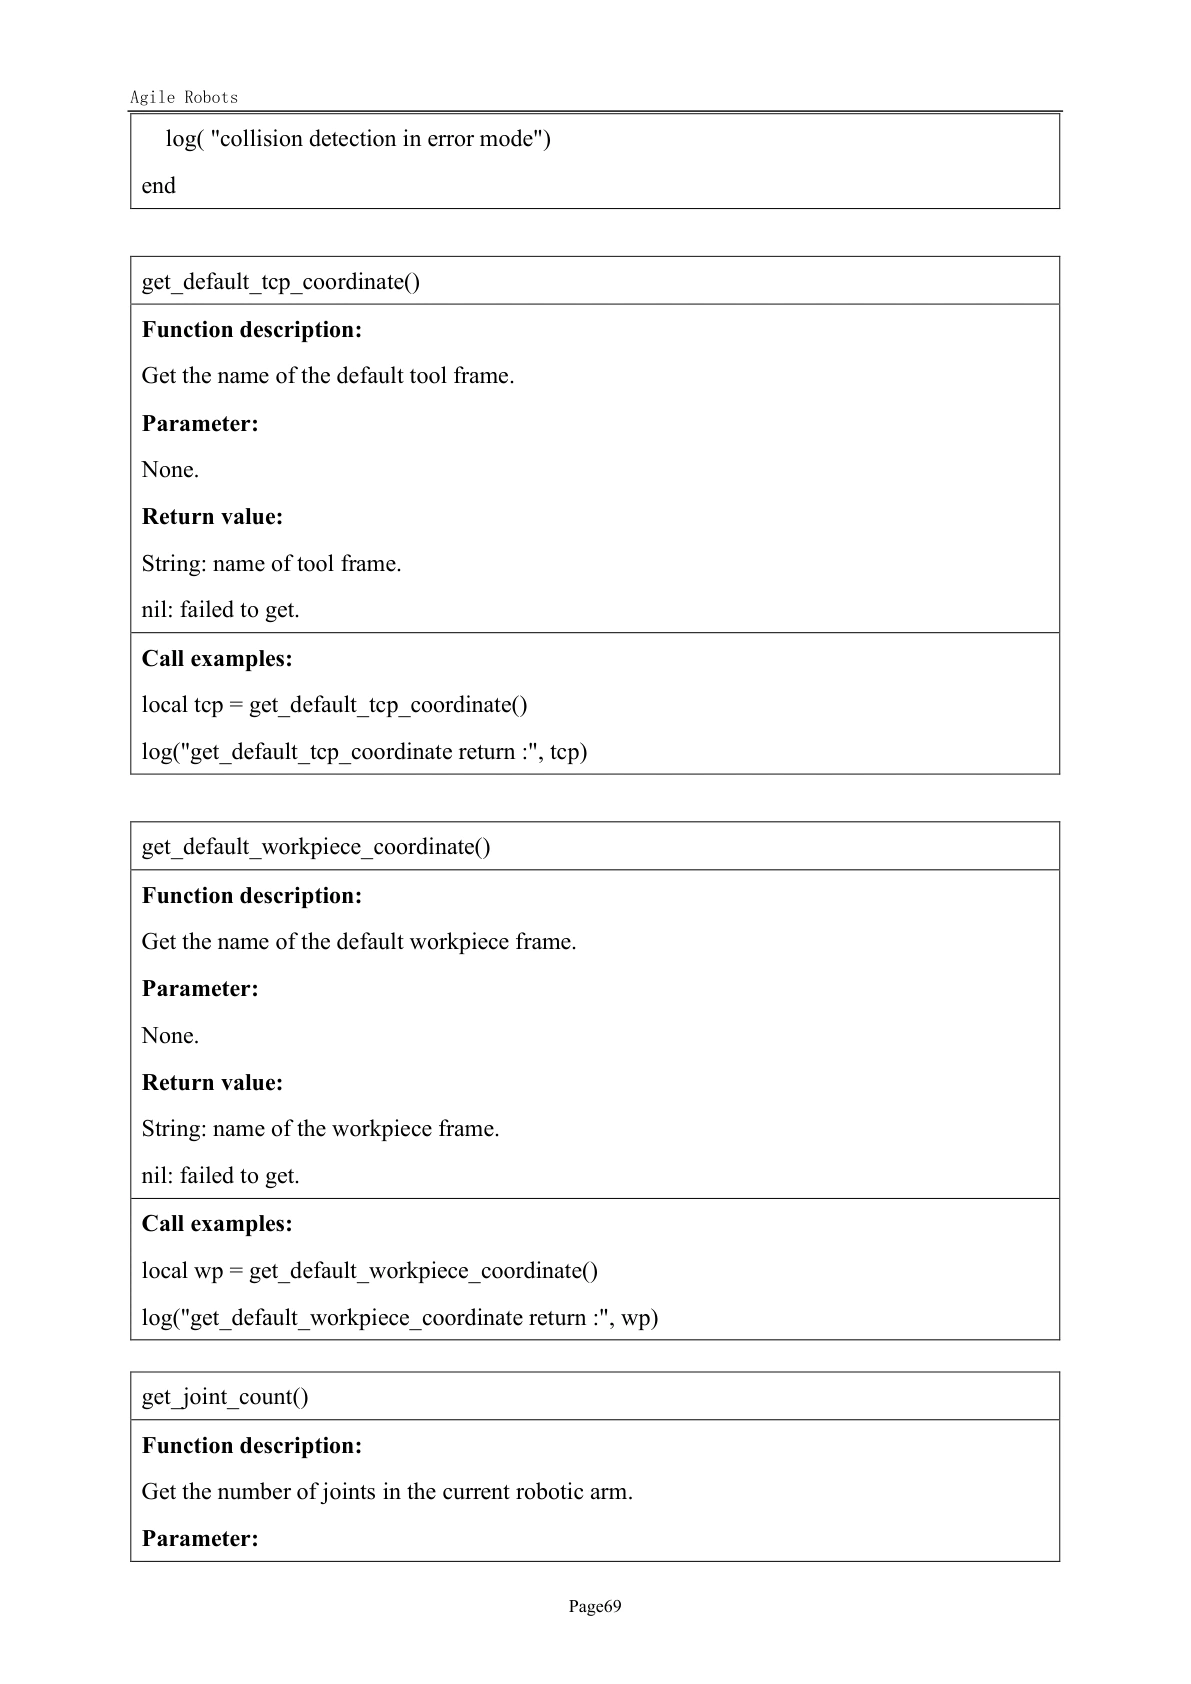 Agile Robots
log( "collision detection in error mode")
end
get_default_tcp_coordinate()
Function description:
Get the name of the default tool frame.
Parameter:
None.
Return value:
String: name of tool frame.
nil: failed to get.
Call examples:
local tcp = get_default_tcp_coordinate()
log("get_default_tcp_coordinate return :", tcp)
get_default_workpiece_coordinate()
Function description:
Get the name of the default workpiece frame.
Parameter:
None.
Return value:
String: name of the workpiece frame.
nil: failed to get.
Call examples:
local wp = get_default_workpiece_coordinate()
log("get_default_workpiece_coordinate return :", wp)
get_joint_count()
Function description:
Get the number of joints in the current robotic arm.
Parameter:
Page69